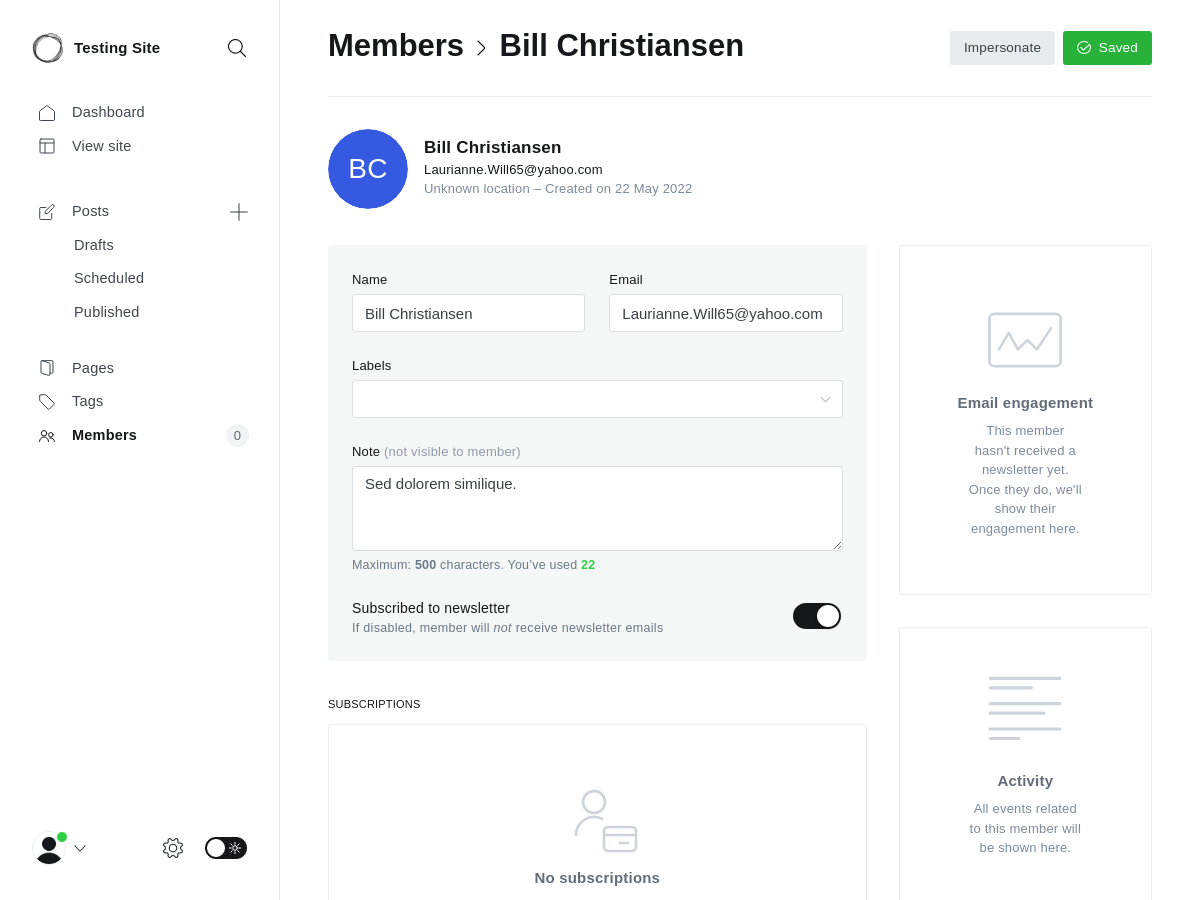 Testing Site
Dashboard
View site
Posts
Drafts
Scheduled
Published
Pages
Tags
Members
0
Members > Bill Christiansen
Impersonate
Saved
BC
Bill Christiansen
Laurianne.Will65@yahoo.com
Unknown location – Created on 22 May 2022
Name
Email
Bill Christiansen
Laurianne.Will65@yahoo.com
Labels
Note (not visible to member)
Sed dolorem similique.
Maximum: 500 characters. You've used 22
Subscribed to newsletter
If disabled, member will not receive newsletter emails
SUBSCRIPTIONS
No subscriptions
Email engagement
This member
hasn't received a
newsletter yet.
Once they do, we'll
show their
engagement here.
Activity
All events related
to this member will
be shown here.